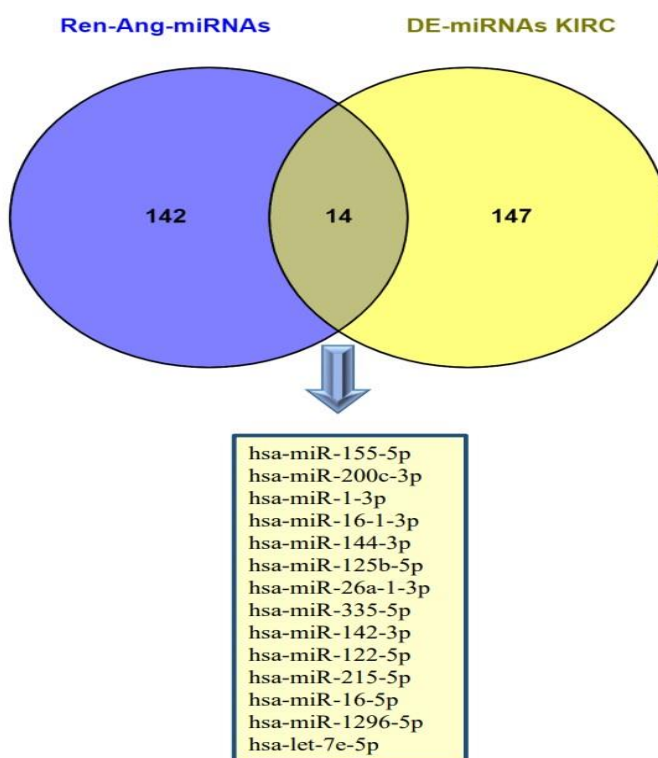 Ren-Ang-miRNAs DE-miRNAs KIRC
142 14 147
hsa-miR-155-5p
hsa-miR-200c-3p
hsa-miR-1-3p
hsa-miR-16-1-3p
hsa-miR-144-3p
hsa-miR-125b-5p
hsa-miR-26a-1-3p
hsa-miR-335-5p
hsa-miR-142-3p
hsa-miR-122-5p
hsa-miR-215-5p
hsa-miR-16-5p
hsa-miR-1296-5p
hsa-let-7e-5p